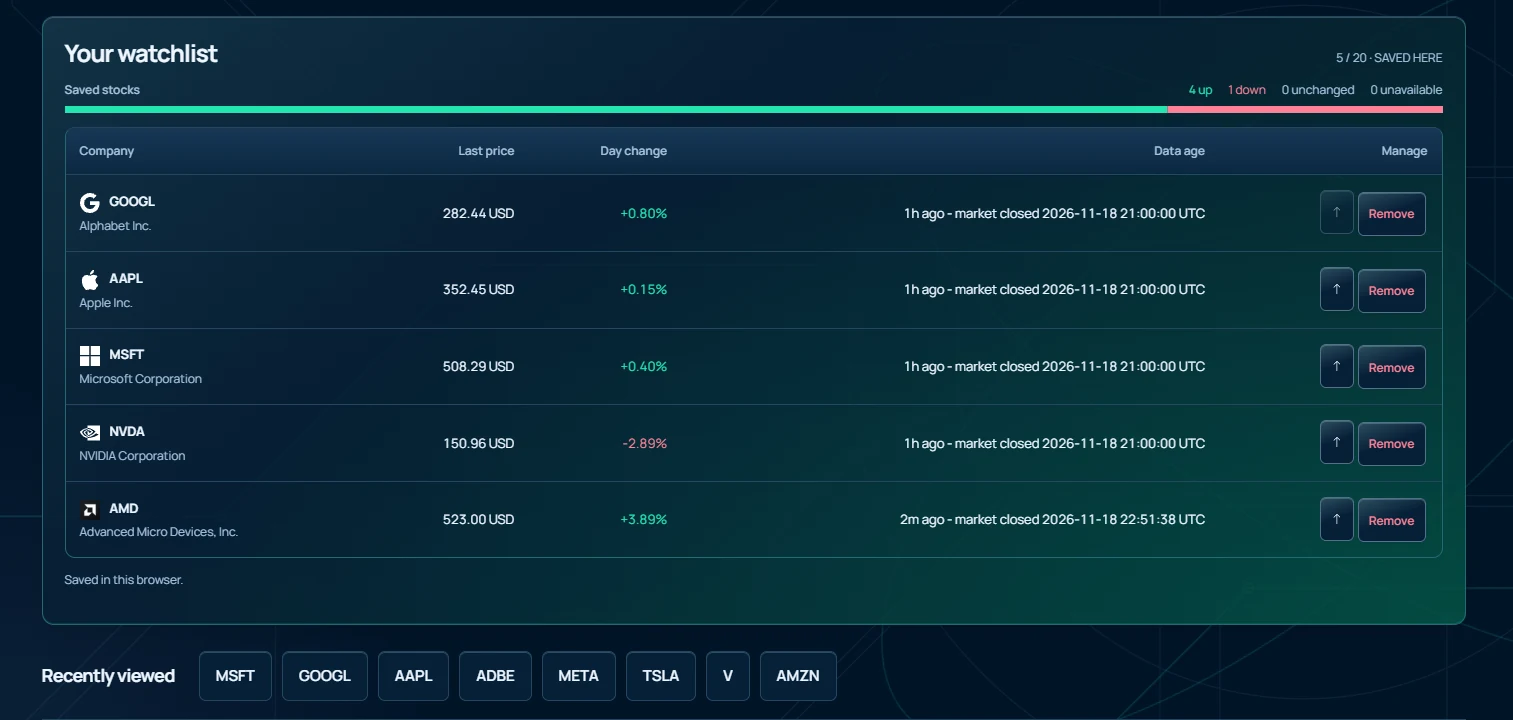 Your watchlist
5 / 20 · SAVED HERE
Saved stocks
4 up 1 down 0 unchanged 0 unavailable
Company Last price Day change Data age Manage
GOOGL
Alphabet Inc.
282.44 USD +0.80% 1h ago - market closed 2026-11-18 21:00:00 UTC ↑ Remove
AAPL
Apple Inc.
352.45 USD +0.15% 1h ago - market closed 2026-11-18 21:00:00 UTC ↑ Remove
MSFT
Microsoft Corporation
508.29 USD +0.40% 1h ago - market closed 2026-11-18 21:00:00 UTC ↑ Remove
NVDA
NVIDIA Corporation
150.96 USD -2.89% 1h ago - market closed 2026-11-18 21:00:00 UTC ↑ Remove
AMD
Advanced Micro Devices, Inc.
523.00 USD +3.89% 2m ago - market closed 2026-11-18 22:51:38 UTC ↑ Remove
Saved in this browser.
Recently viewed MSFT GOOGL AAPL ADBE META TSLA V AMZN